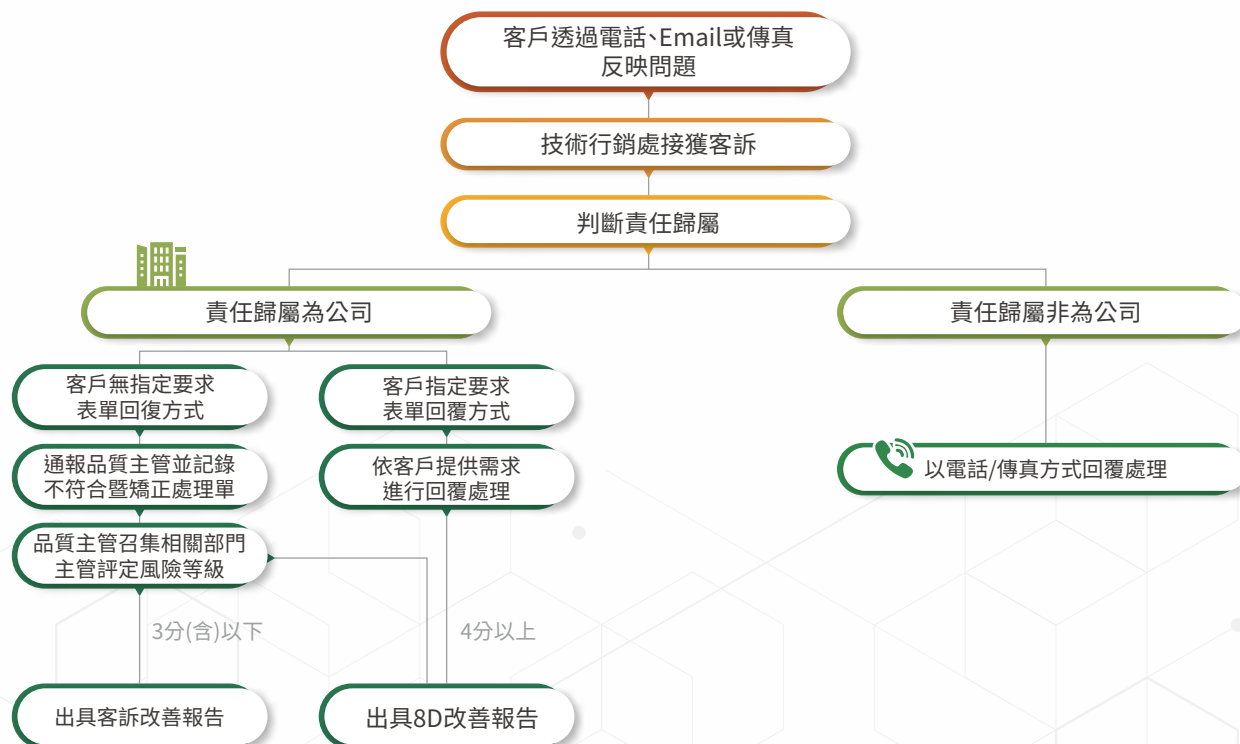 客戶透過電話、Email或傳真
反映問題
技術行銷處接獲客訴
判斷責任歸屬
責任歸屬為公司
責任歸屬非為公司
客戶無指定要求
表單回復方式
客戶指定要求
表單回覆方式
通報品質主管並記錄
不符合暨矯正處理單
依客戶提供需求
進行回覆處理
以電話/傳真方式回覆處理
品質主管召集相關部門
主管評定風險等級
3分(含)以下
4分以上
出具客訴改善報告
出具8D改善報告